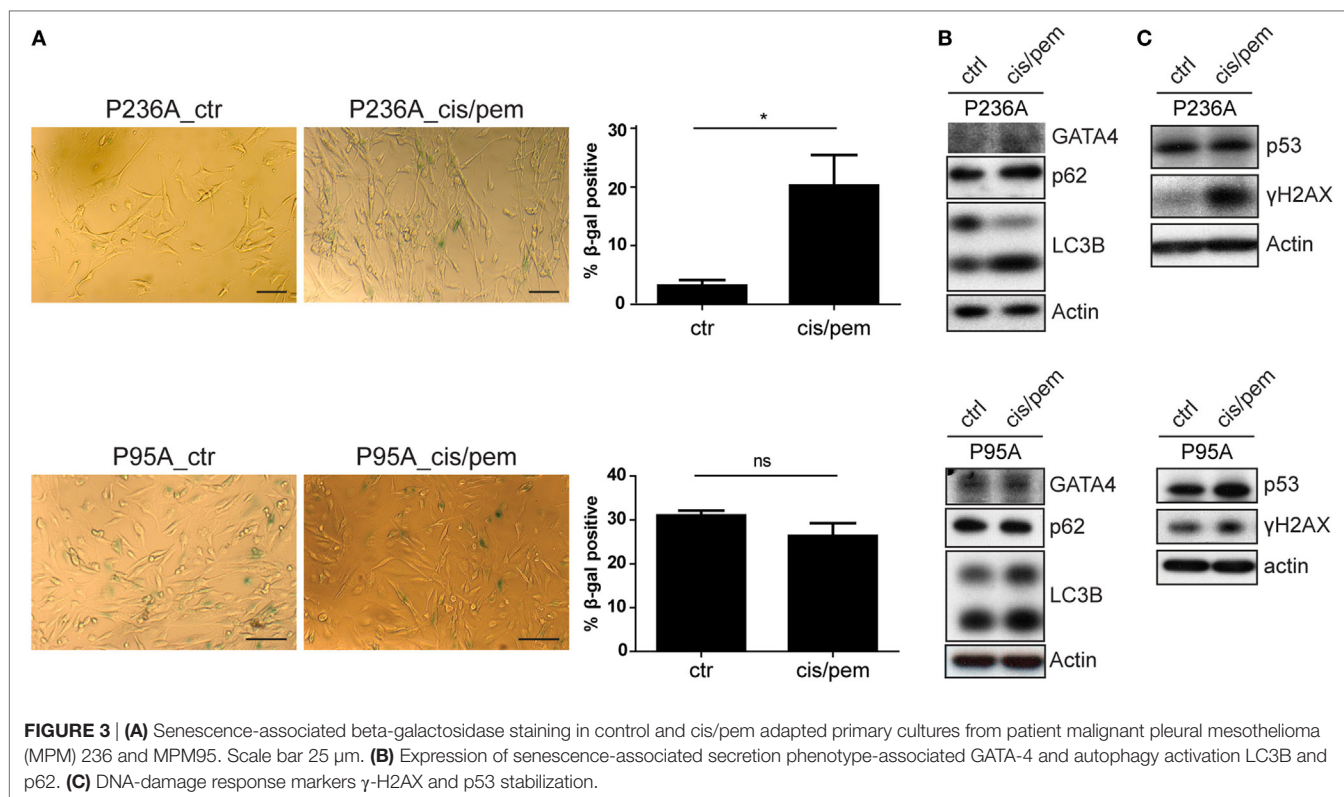 A
P236A_ctr
P236A_cis/pem
% β-gal positive
30
20
10
0
*
ctr
cis/pem
P95A_ctr
P95A_cis/pem
% β-gal positive
40
30
20
10
0
ns
ctr
cis/pem
B
ctrl
cis/pem
P236A
GATA4
p62
LC3B
Actin
ctrl
cis/pem
P95A
GATA4
p62
LC3B
Actin
C
ctrl
cis/pem
P236A
p53
γH2AX
Actin
ctrl
cis/pem
P95A
p53
γH2AX
actin
FIGURE 3 | (A) Senescence-associated beta-galactosidase staining in control and cis/pem adapted primary cultures from patient malignant pleural mesothelioma
(MPM) 236 and MPM95. Scale bar 25 μm. (B) Expression of senescence-associated secretion phenotype-associated GATA-4 and autophagy activation LC3B and
p62. (C) DNA-damage response markers γ-H2AX and p53 stabilization.